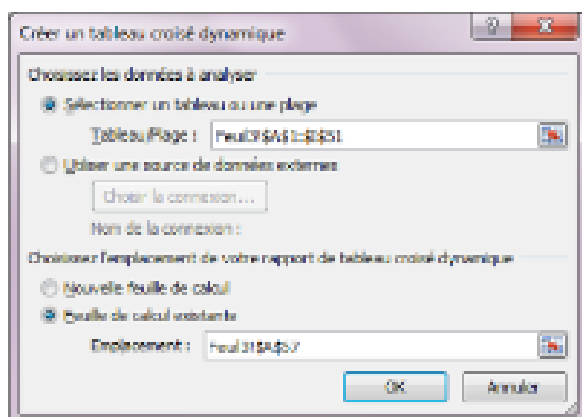 Créer un tableau croisé dynamique
Choisissez les données à analyser
Sélectionner un tableau ou une plage
Tableau/Plage :
Utiliser une source de données externes
Choisir la connexion...
Nom de la connexion :
Choisissez l'emplacement de votre rapport de tableau croisé dynamique
Nouvelle feuille de calcul
Feuille de calcul existante
Emplacement :
OK Annuler